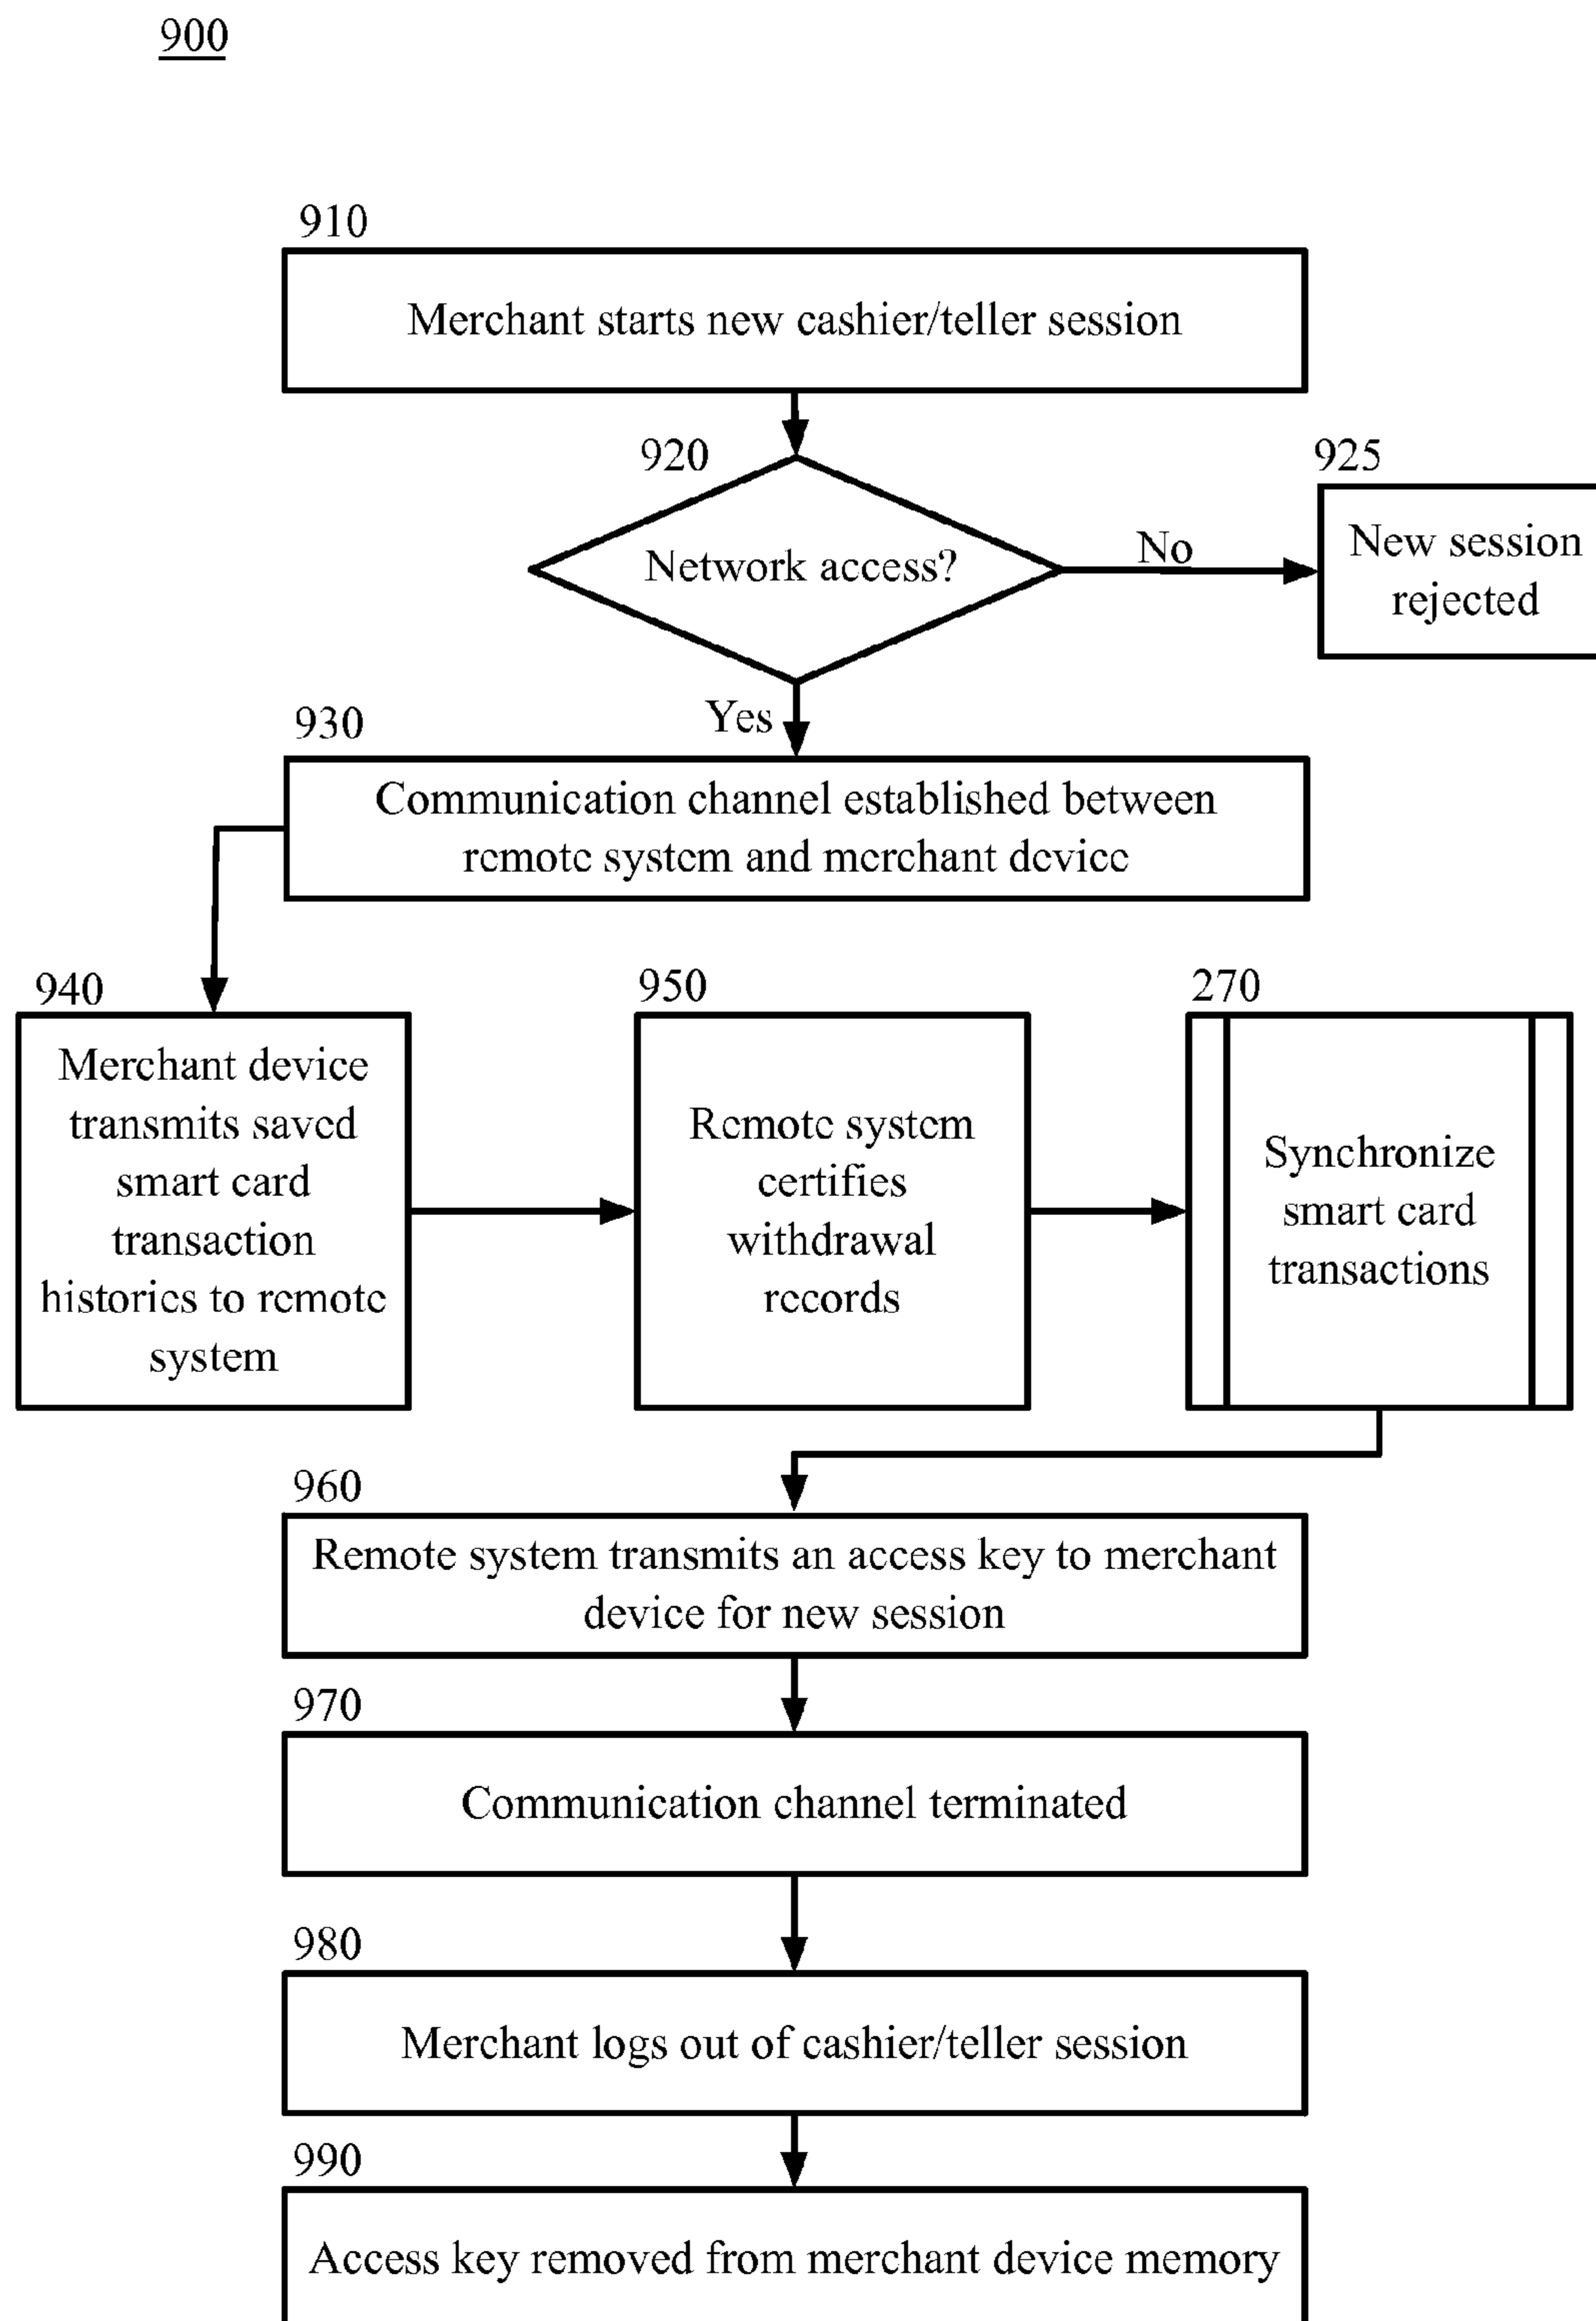 900
910
Merchant starts new cashier/teller session
920
Network access?
No
925
New session
rejected
Yes
930
Communication channel established between
remote system and merchant device
940
Merchant device
transmits saved
smart card
transaction
histories to remote
system
950
Remote system
certifies
withdrawal
records
270
Synchronize
smart card
transactions
960
Remote system transmits an access key to merchant
device for new session
970
Communication channel terminated
980
Merchant logs out of cashier/teller session
990
Access key removed from merchant device memory